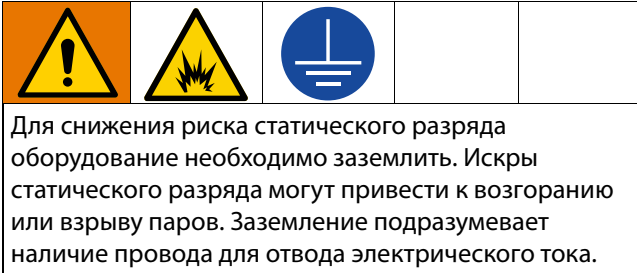 Для снижения риска статического разряда
оборудование необходимо заземлить. Искры
статического разряда могут привести к возгоранию
или взрыву паров. Заземление подразумевает
наличие провода для отвода электрического тока.